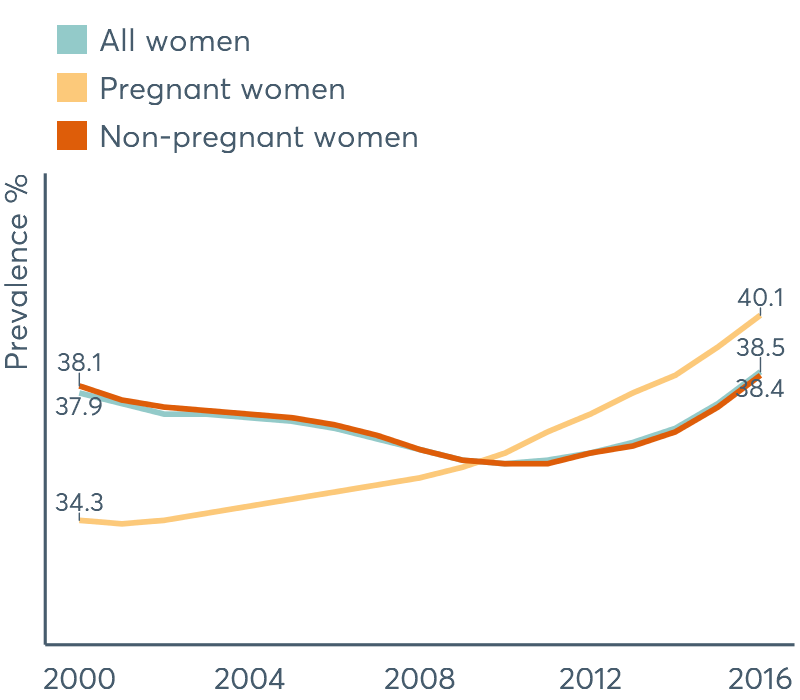 All women
Pregnant women
Non-pregnant women
Prevalence %
40.1
38.5
38.1
38.4
37.9
34.3
2000 2004 2008 2012 2016